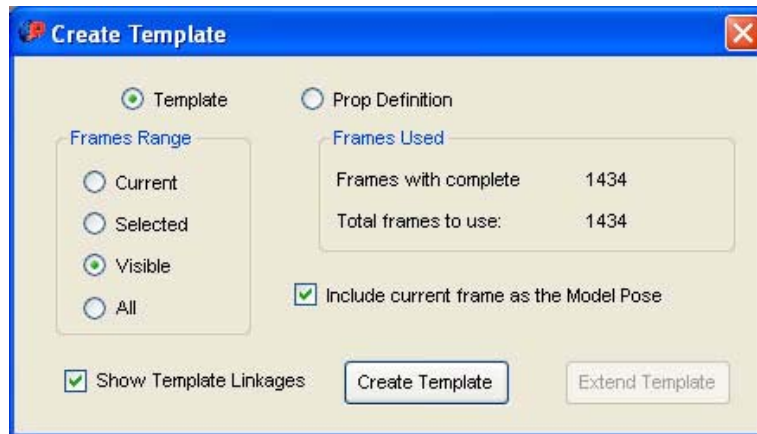 Create Template
Template Prop Definition
Frames Range
Current
Selected
Visible
All
Frames Used
Frames with complete 1434
Total frames to use: 1434
Include current frame as the Model Pose
Show Template Linkages
Create Template
Extend Template